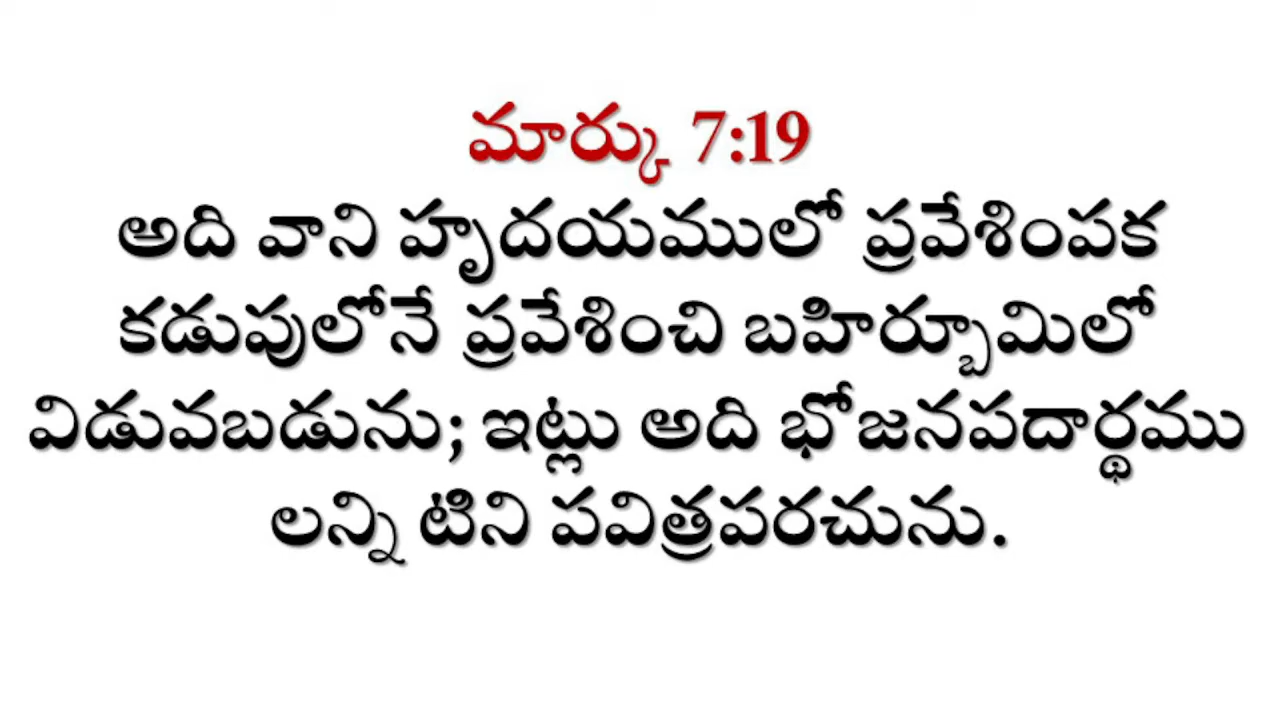 మార్కు 7:19
అది వాని హృదయములో ప్రవేశింపక
కడుపులోనే ప్రవేశించి బహిర్భూమిలో
విడువబడును; ఇట్లు అది భోజనపదార్థము
లన్ని టిని పవిత్రపరచును.